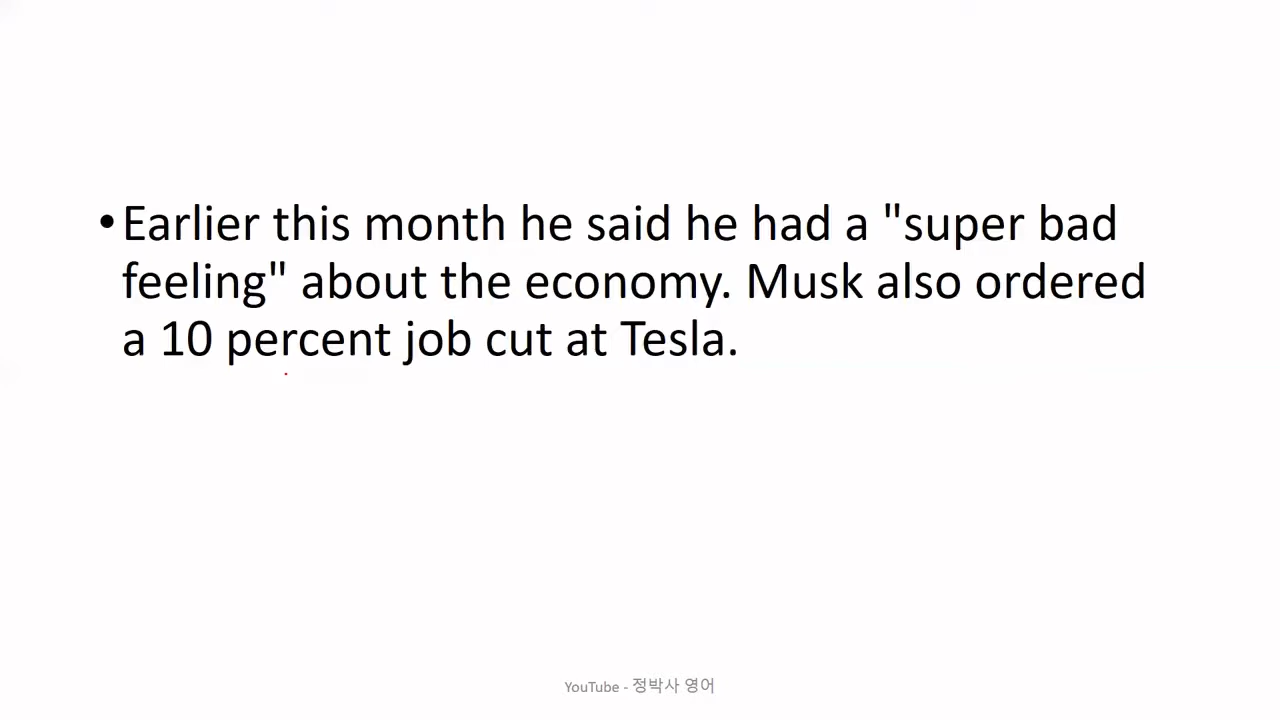 •Earlier this month he said he had a "super bad
feeling" about the economy. Musk also ordered
a 10 percent job cut at Tesla.
YouTube - 정박사 영어